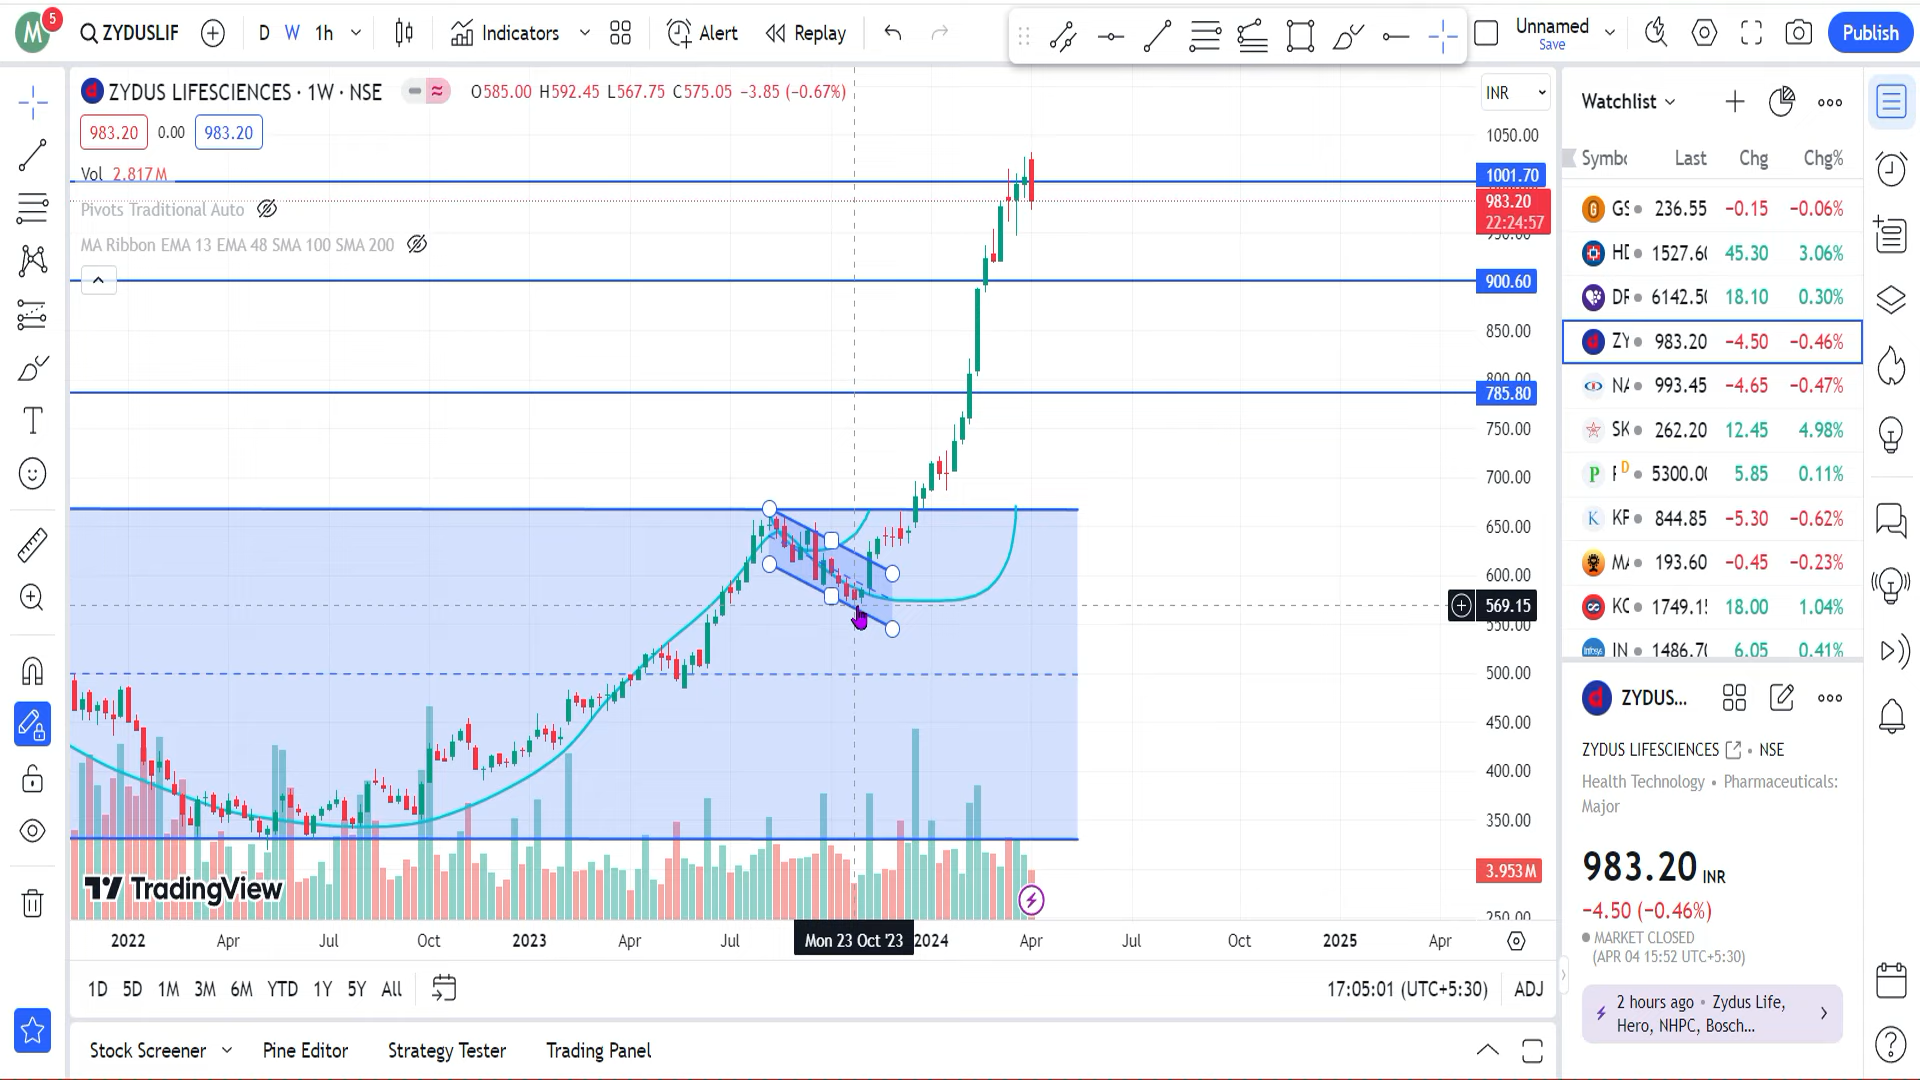 M 5 ZYDUSLIF D W 1h Indicators Alert Replay Unnamed Save Publish
ZYDUS LIFESCIENCES · 1W · NSE O585.00 H592.45 L567.75 C575.05 −3.85 (−0.67%) INR
983.20 0.00 983.20
Vol 2.817M
Pivots Traditional Auto
MA Ribbon EMA 13 EMA 48 SMA 100 SMA 200
1050.00
1001.70
983.20
22:24:57
950.00
900.60
850.00
800.00
785.80
750.00
700.00
650.00
600.00
569.15
550.00
500.00
450.00
400.00
350.00
3.953M
250.00
TradingView
2022 Apr Jul Oct 2023 Apr Jul Mon 23 Oct '23 2024 Apr Jul Oct 2025 Apr
1D 5D 1M 3M 6M YTD 1Y 5Y All 17:05:01 (UTC+5:30) ADJ
Stock Screener Pine Editor Strategy Tester Trading Panel
Watchlist
Symbo Last Chg Chg%
GS 236.55 −0.15 −0.06%
HD 1527.60 45.30 3.06%
DR 6142.50 18.10 0.30%
ZY 983.20 −4.50 −0.46%
NA 993.45 −4.65 −0.47%
SK 262.20 12.45 4.98%
P D 5300.00 5.85 0.11%
KF 844.85 −5.30 −0.62%
MA 193.60 −0.45 −0.23%
KO 1749.15 18.00 1.04%
infosys IN 1486.70 6.05 0.41%
ZYDUS...
ZYDUS LIFESCIENCES • NSE
Health Technology • Pharmaceuticals:
Major
983.20 INR
−4.50 (−0.46%)
MARKET CLOSED
(APR 04 15:52 UTC+5:30)
2 hours ago • Zydus Life,
Hero, NHPC, Bosch...